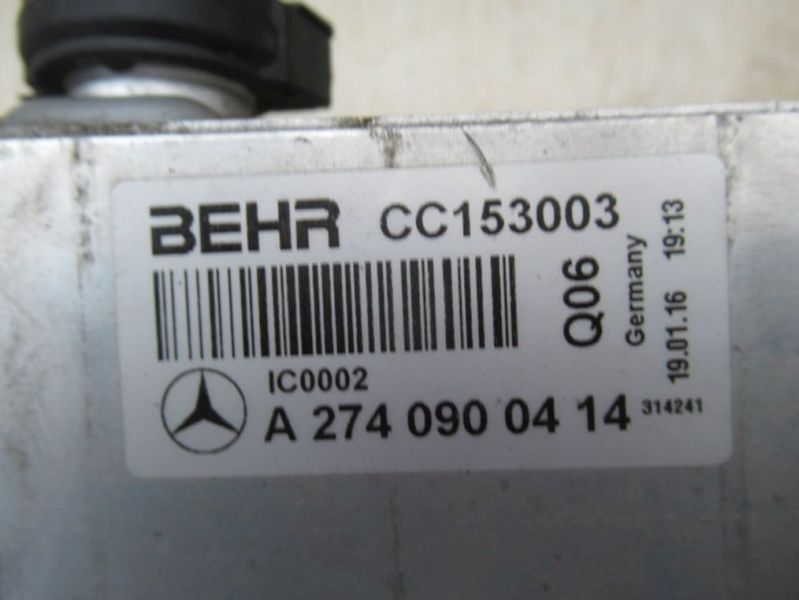 BEHR CC153003
Q06
Germany
19.01.16 19:13
IC0002
A 274 090 04 14 314241